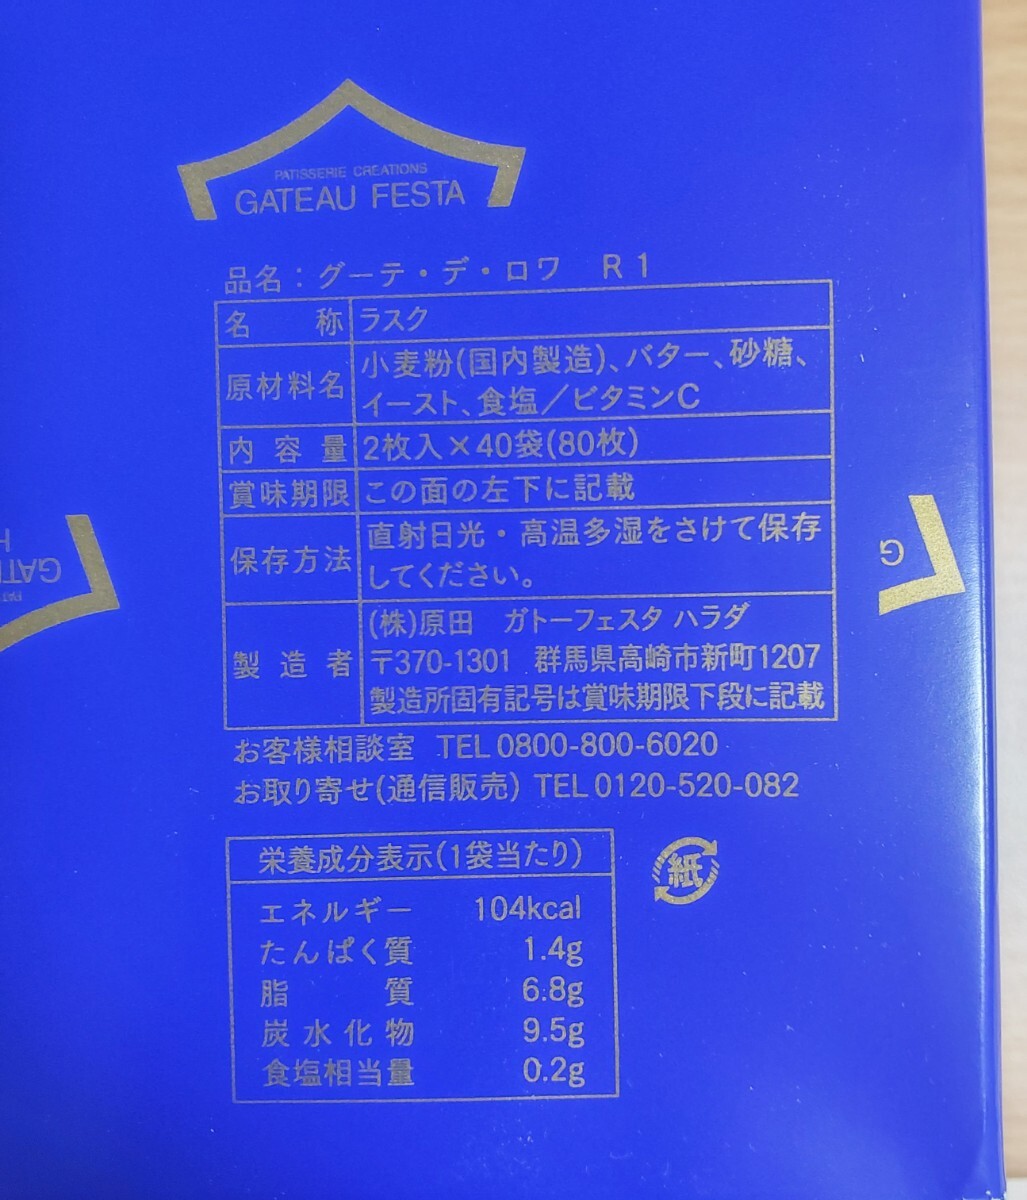 PATISSERIE CREATIONS
GATEAU FESTA
品名：グーテ・デ・ロワ　R1
名称 ラスク
原材料名 小麦粉(国内製造)、バター、砂糖、
イースト、食塩／ビタミンC
内容量 2枚入×40袋(80枚)
賞味期限 この面の左下に記載
保存方法 直射日光・高温多湿をさけて保存
してください。
製造者 (株)原田　ガトーフェスタ ハラダ
〒370-1301 群馬県高崎市新町1207
製造所固有記号は賞味期限下段に記載
お客様相談室 TEL 0800-800-6020
お取り寄せ(通信販売) TEL 0120-520-082
栄養成分表示(1袋当たり)
エネルギー 104kcal
たんぱく質 1.4g
脂質 6.8g
炭水化物 9.5g
食塩相当量 0.2g
紙
G